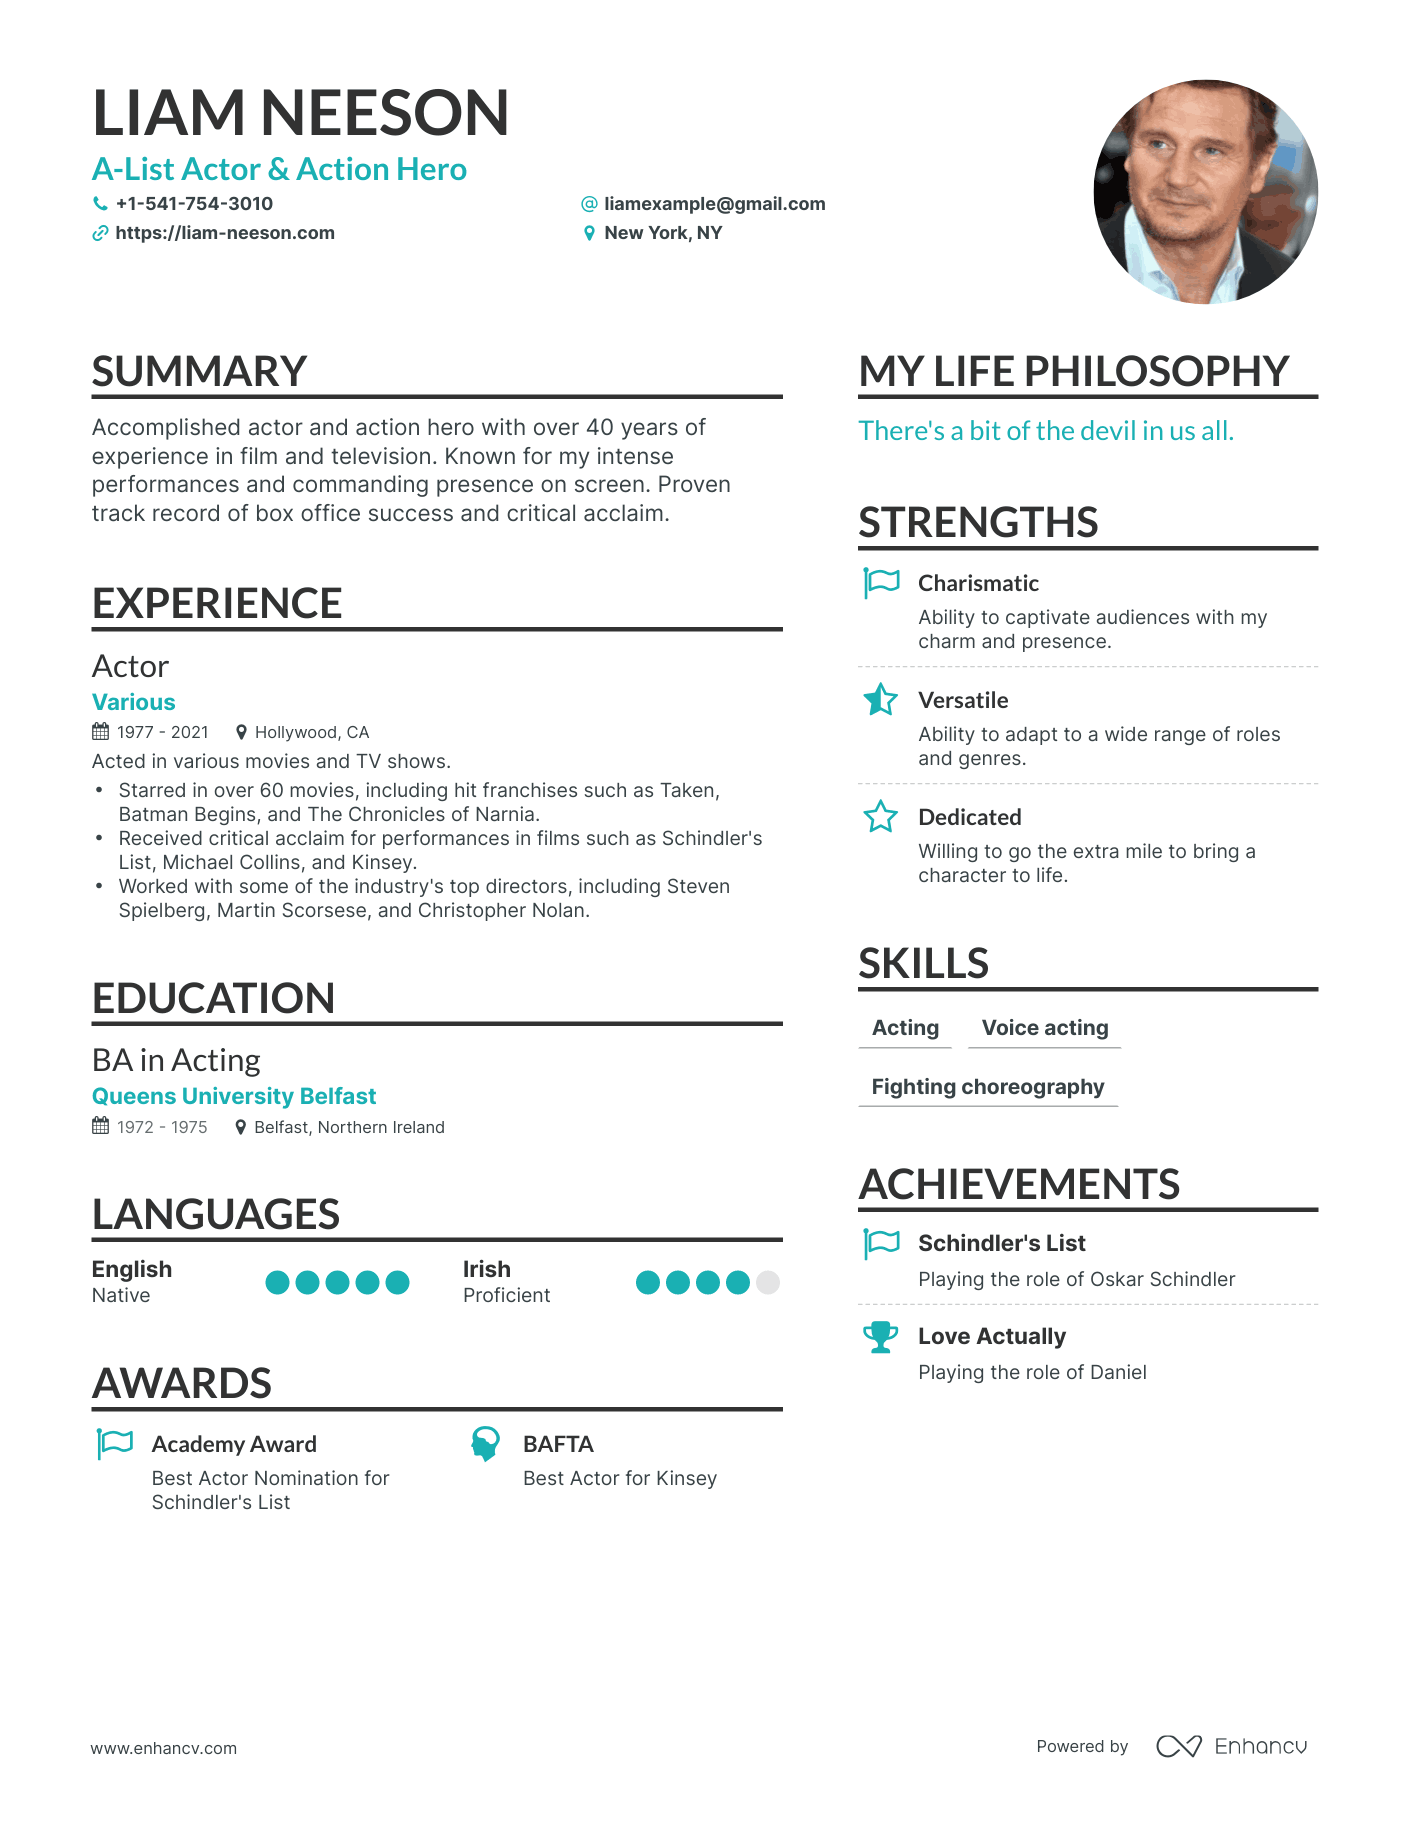 LIAM NEESON
A-List Actor & Action Hero
+1-541-754-3010
liamexample@gmail.com
https://liam-neeson.com
New York, NY
SUMMARY
Accomplished actor and action hero with over 40 years of
experience in film and television. Known for my intense
performances and commanding presence on screen. Proven
track record of box office success and critical acclaim.
EXPERIENCE
Actor
Various
1977 - 2021 Hollywood, CA
Acted in various movies and TV shows.
• Starred in over 60 movies, including hit franchises such as Taken,
Batman Begins, and The Chronicles of Narnia.
• Received critical acclaim for performances in films such as Schindler's
List, Michael Collins, and Kinsey.
• Worked with some of the industry's top directors, including Steven
Spielberg, Martin Scorsese, and Christopher Nolan.
EDUCATION
BA in Acting
Queens University Belfast
1972 - 1975 Belfast, Northern Ireland
LANGUAGES
English
Native
Irish
Proficient
AWARDS
Academy Award
Best Actor Nomination for
Schindler's List
BAFTA
Best Actor for Kinsey
MY LIFE PHILOSOPHY
There's a bit of the devil in us all.
STRENGTHS
Charismatic
Ability to captivate audiences with my
charm and presence.
Versatile
Ability to adapt to a wide range of roles
and genres.
Dedicated
Willing to go the extra mile to bring a
character to life.
SKILLS
Acting Voice acting
Fighting choreography
ACHIEVEMENTS
Schindler's List
Playing the role of Oskar Schindler
Love Actually
Playing the role of Daniel
www.enhancv.com
Powered by Enhancv